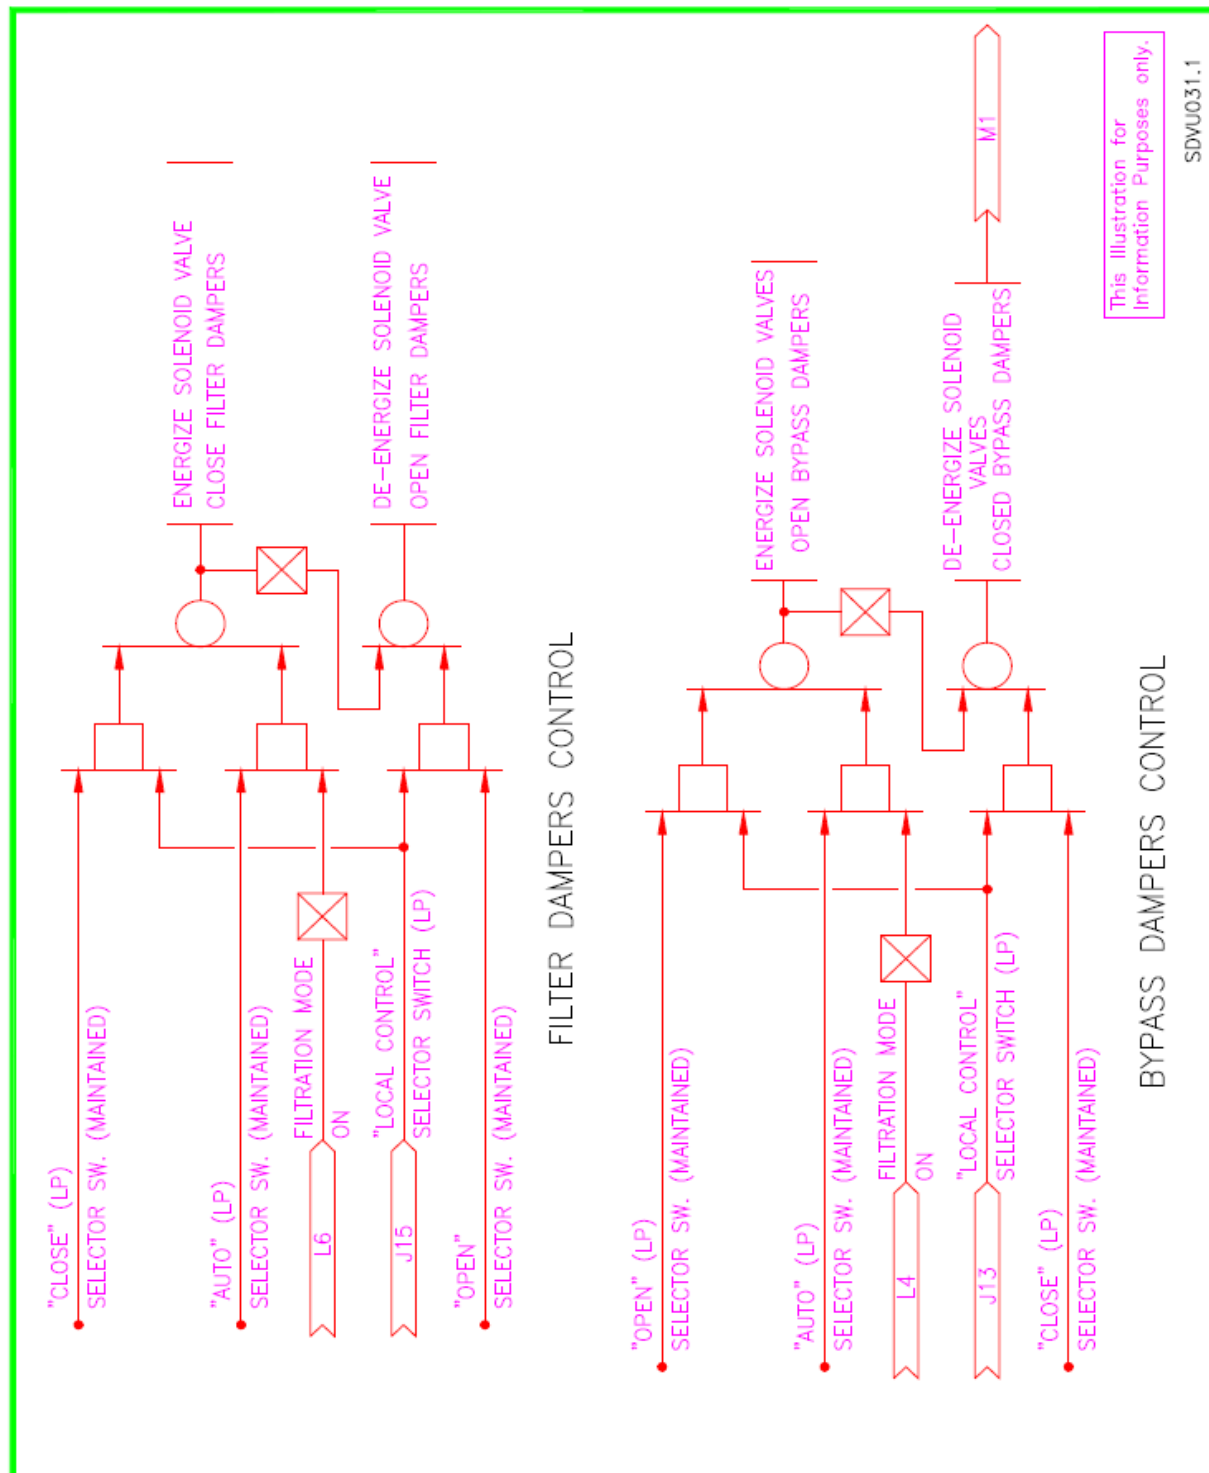 "CLOSE" (LP)
SELECTOR SW. (MAINTAINED)
"AUTO" (LP)
SELECTOR SW. (MAINTAINED)
FILTRATION MODE
ON
L6
"LOCAL CONTROL"
SELECTOR SWITCH (LP)
J15
"OPEN"
SELECTOR SW. (MAINTAINED)
ENERGIZE SOLENOID VALVE
CLOSE FILTER DAMPERS
DE-ENERGIZE SOLENOID VALVE
OPEN FILTER DAMPERS
FILTER DAMPERS CONTROL
"OPEN" (LP)
SELECTOR SW. (MAINTAINED)
"AUTO" (LP)
SELECTOR SW. (MAINTAINED)
FILTRATION MODE
ON
L4
"LOCAL CONTROL"
SELECTOR SWITCH (LP)
J13
"CLOSE" (LP)
SELECTOR SW. (MAINTAINED)
ENERGIZE SOLENOID VALVES
OPEN BYPASS DAMPERS
DE-ENERGIZE SOLENOID
VALVES
CLOSED BYPASS DAMPERS
M1
BYPASS DAMPERS CONTROL
This Illustration for
Information Purposes only.
SDVU031.1